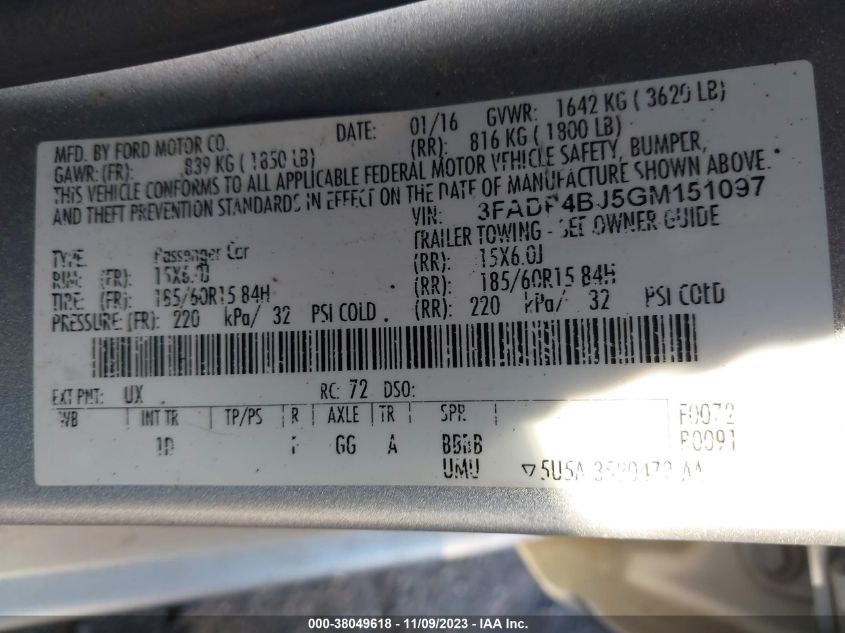 MFD. BY FORD MOTOR CO. DATE: 01/16 GVWR: 1642 KG ( 3620 LB)
GAWR:(FR): 839 KG ( 1850 LB) (RR): 816 KG ( 1800 LB)
THIS VEHICLE CONFORMS TO ALL APPLICABLE FEDERAL MOTOR VEHICLE SAFETY, BUMPER,
AND THEFT PREVENTION STANDARDS IN EFFECT ON THE DATE OF MANUFACTURE SHOWN ABOVE.
VIN: 3FADP4BJ5GM151097
TYPE: Passenger Car TRAILER TOWING - SEE OWNER GUIDE
RIM: (FR): 15X6.0J (RR): 15X6.0J
TIRE: (FR): 185/60R15 84H (RR): 185/60R15 84H
PRESSURE:(FR): 220 kPa/ 32 PSI COLD . (RR): 220 kPa/ 32 PSI COLD
EXT PNT: UX RC: 72 DSO:
WB INT TR TP/PS R AXLE TR SPR F0072
GG A BBBB R0091
UMU ▽5U5A
000-38049618 - 11/09/2023 - COPYRIGHT © IAA, Inc.